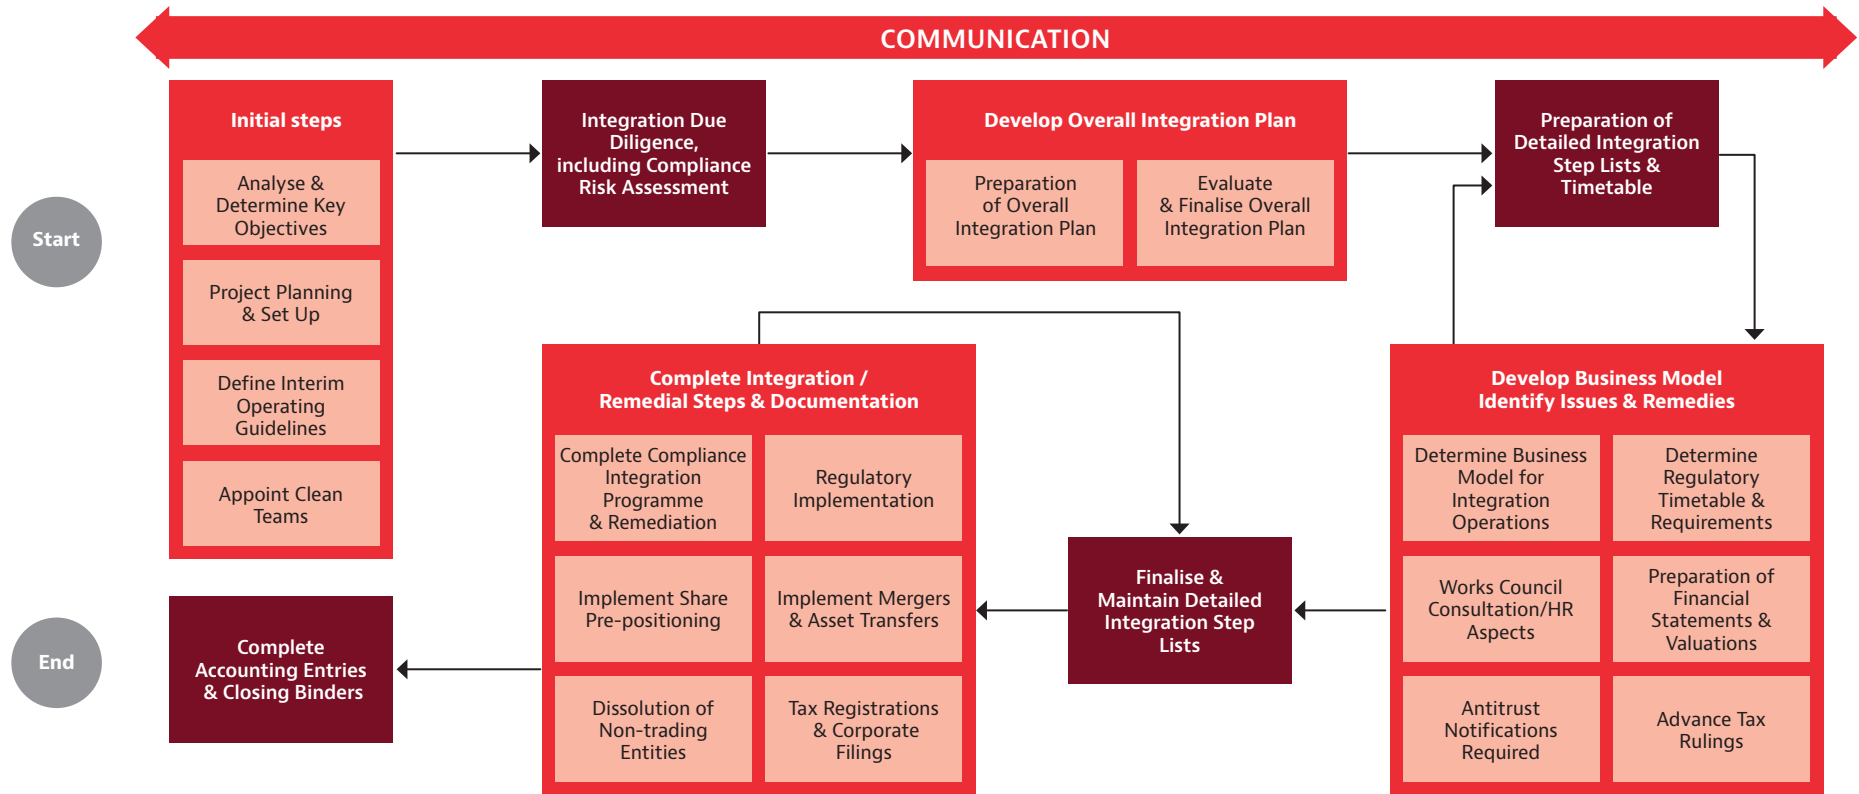 COMMUNICATION
Start
Initial steps
Analyse &
Determine Key
Objectives
Project Planning
& Set Up
Define Interim
Operating
Guidelines
Appoint Clean
Teams
Integration Due
Diligence,
including Compliance
Risk Assessment
Develop Overall Integration Plan
Preparation
of Overall
Integration Plan
Evaluate
& Finalise Overall
Integration Plan
Preparation of
Detailed Integration
Step Lists &
Timetable
Develop Business Model
Identify Issues & Remedies
Determine Business
Model for
Integration
Operations
Determine
Regulatory
Timetable &
Requirements
Works Council
Consultation/HR
Aspects
Preparation of
Financial
Statements &
Valuations
Antitrust
Notifications
Required
Advance Tax
Rulings
Finalise &
Maintain Detailed
Integration Step
Lists
Complete Integration /
Remedial Steps & Documentation
Complete Compliance
Integration
Programme
& Remediation
Regulatory
Implementation
Implement Share
Pre-positioning
Implement Mergers
& Asset Transfers
Dissolution of
Non-trading
Entities
Tax Registrations
& Corporate
Filings
Complete
Accounting Entries
& Closing Binders
End